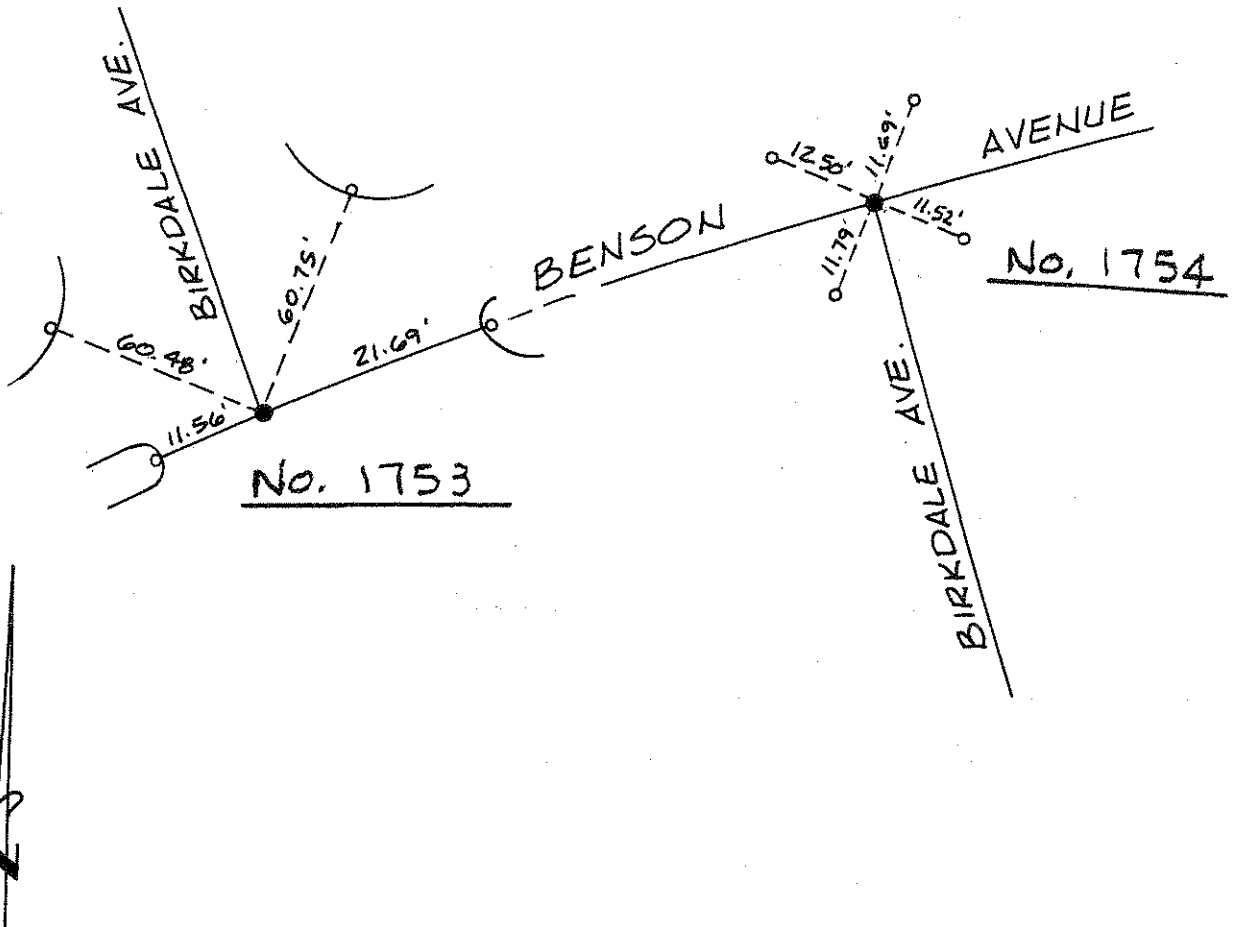 BIRKDALE AVE.
60.75'
60.48'
21.69'
11.56'
No. 1753
BENSON AVENUE
12.50'
11.69'
11.52'
11.79'
No. 1754
BIRKDALE AVE.